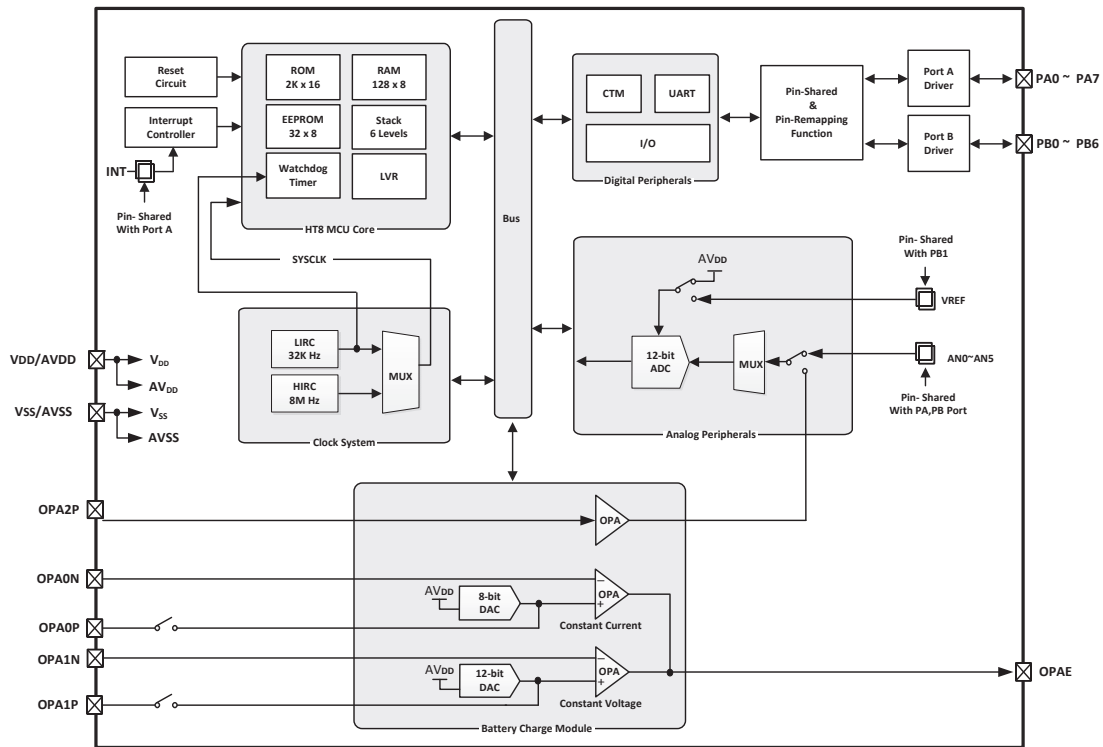 Reset
Circuit
Interrupt
Controller
INT
Pin- Shared
With Port A
ROM
2K x 16
RAM
128 x 8
EEPROM
32 x 8
Stack
6 Levels
Watchdog
Timer
LVR
HT8 MCU Core
SYSCLK
LIRC
32K Hz
HIRC
8M Hz
MUX
Clock System
Bus
CTM
UART
I/O
Digital Peripherals
Pin-Shared
&
Pin-Remapping
Function
Port A
Driver
Port B
Driver
PA0 ~ PA7
PB0 ~ PB6
AVDD
12-bit
ADC
MUX
Analog Peripherals
Pin- Shared
With PB1
VREF
AN0~AN5
Pin- Shared
With PA,PB Port
VDD/AVDD
VDD
AVDD
VSS/AVSS
VSS
AVSS
OPA2P
OPA
OPA0N
AVDD
8-bit
DAC
−
OPA
+
Constant Current
OPA0P
OPA1N
AVDD
12-bit
DAC
−
OPA
+
Constant Voltage
OPA1P
OPAE
Battery Charge Module